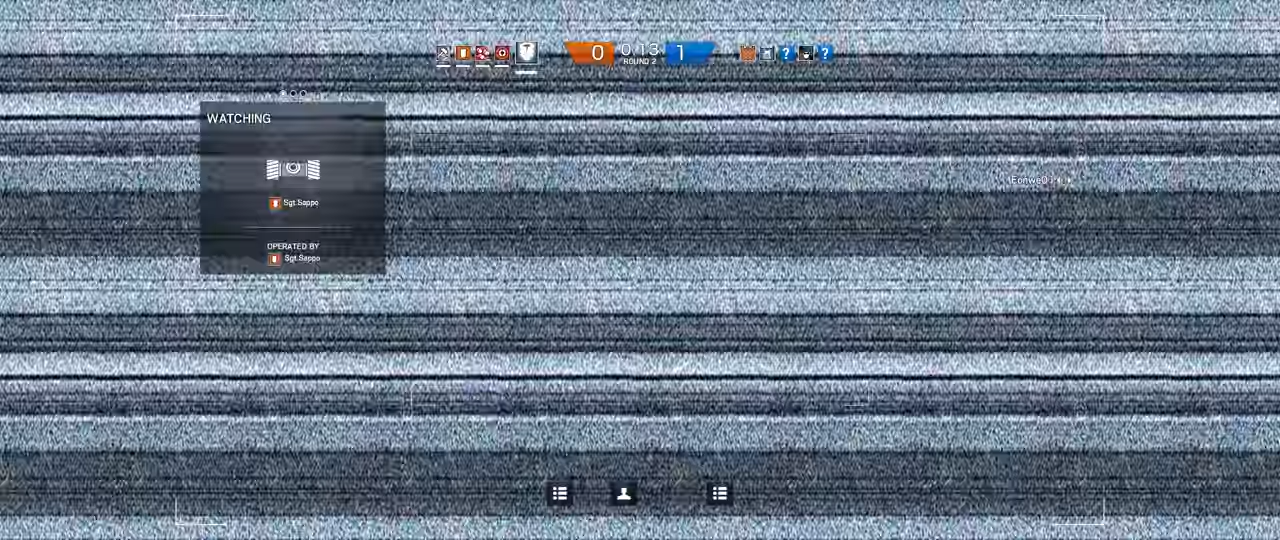 0 0:13 1
ROUND 2
? ?
WATCHING
Sgt.Sappo
OPERATED BY
Sgt.Sappo